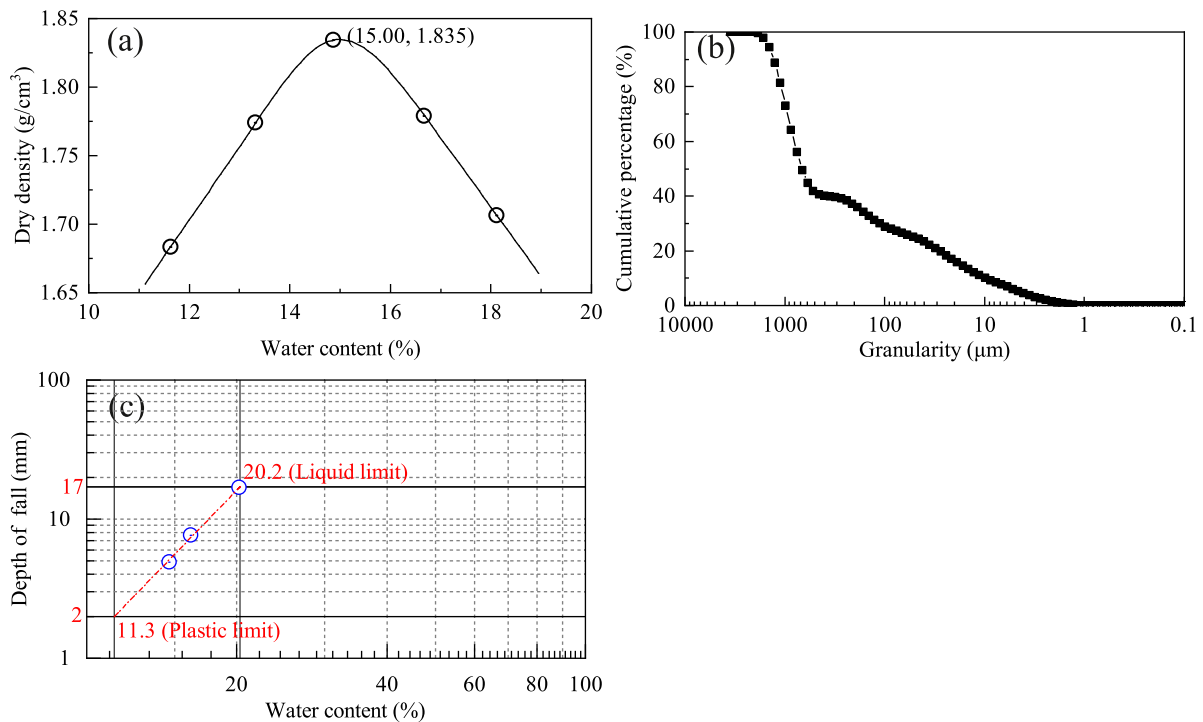 (a)
(15.00, 1.835)
1.85
1.80
1.75
1.70
1.65
Dry density (g/cm³)
10 12 14 16 18 20
Water content (%)
(b)
100
80
60
40
20
0
Cumulative percentage (%)
10000 1000 100 10 1 0.1
Granularity (μm)
(c)
100
17
10
2
1
Depth of fall (mm)
20.2 (Liquid limit)
11.3 (Plastic limit)
20 40 60 80 100
Water content (%)